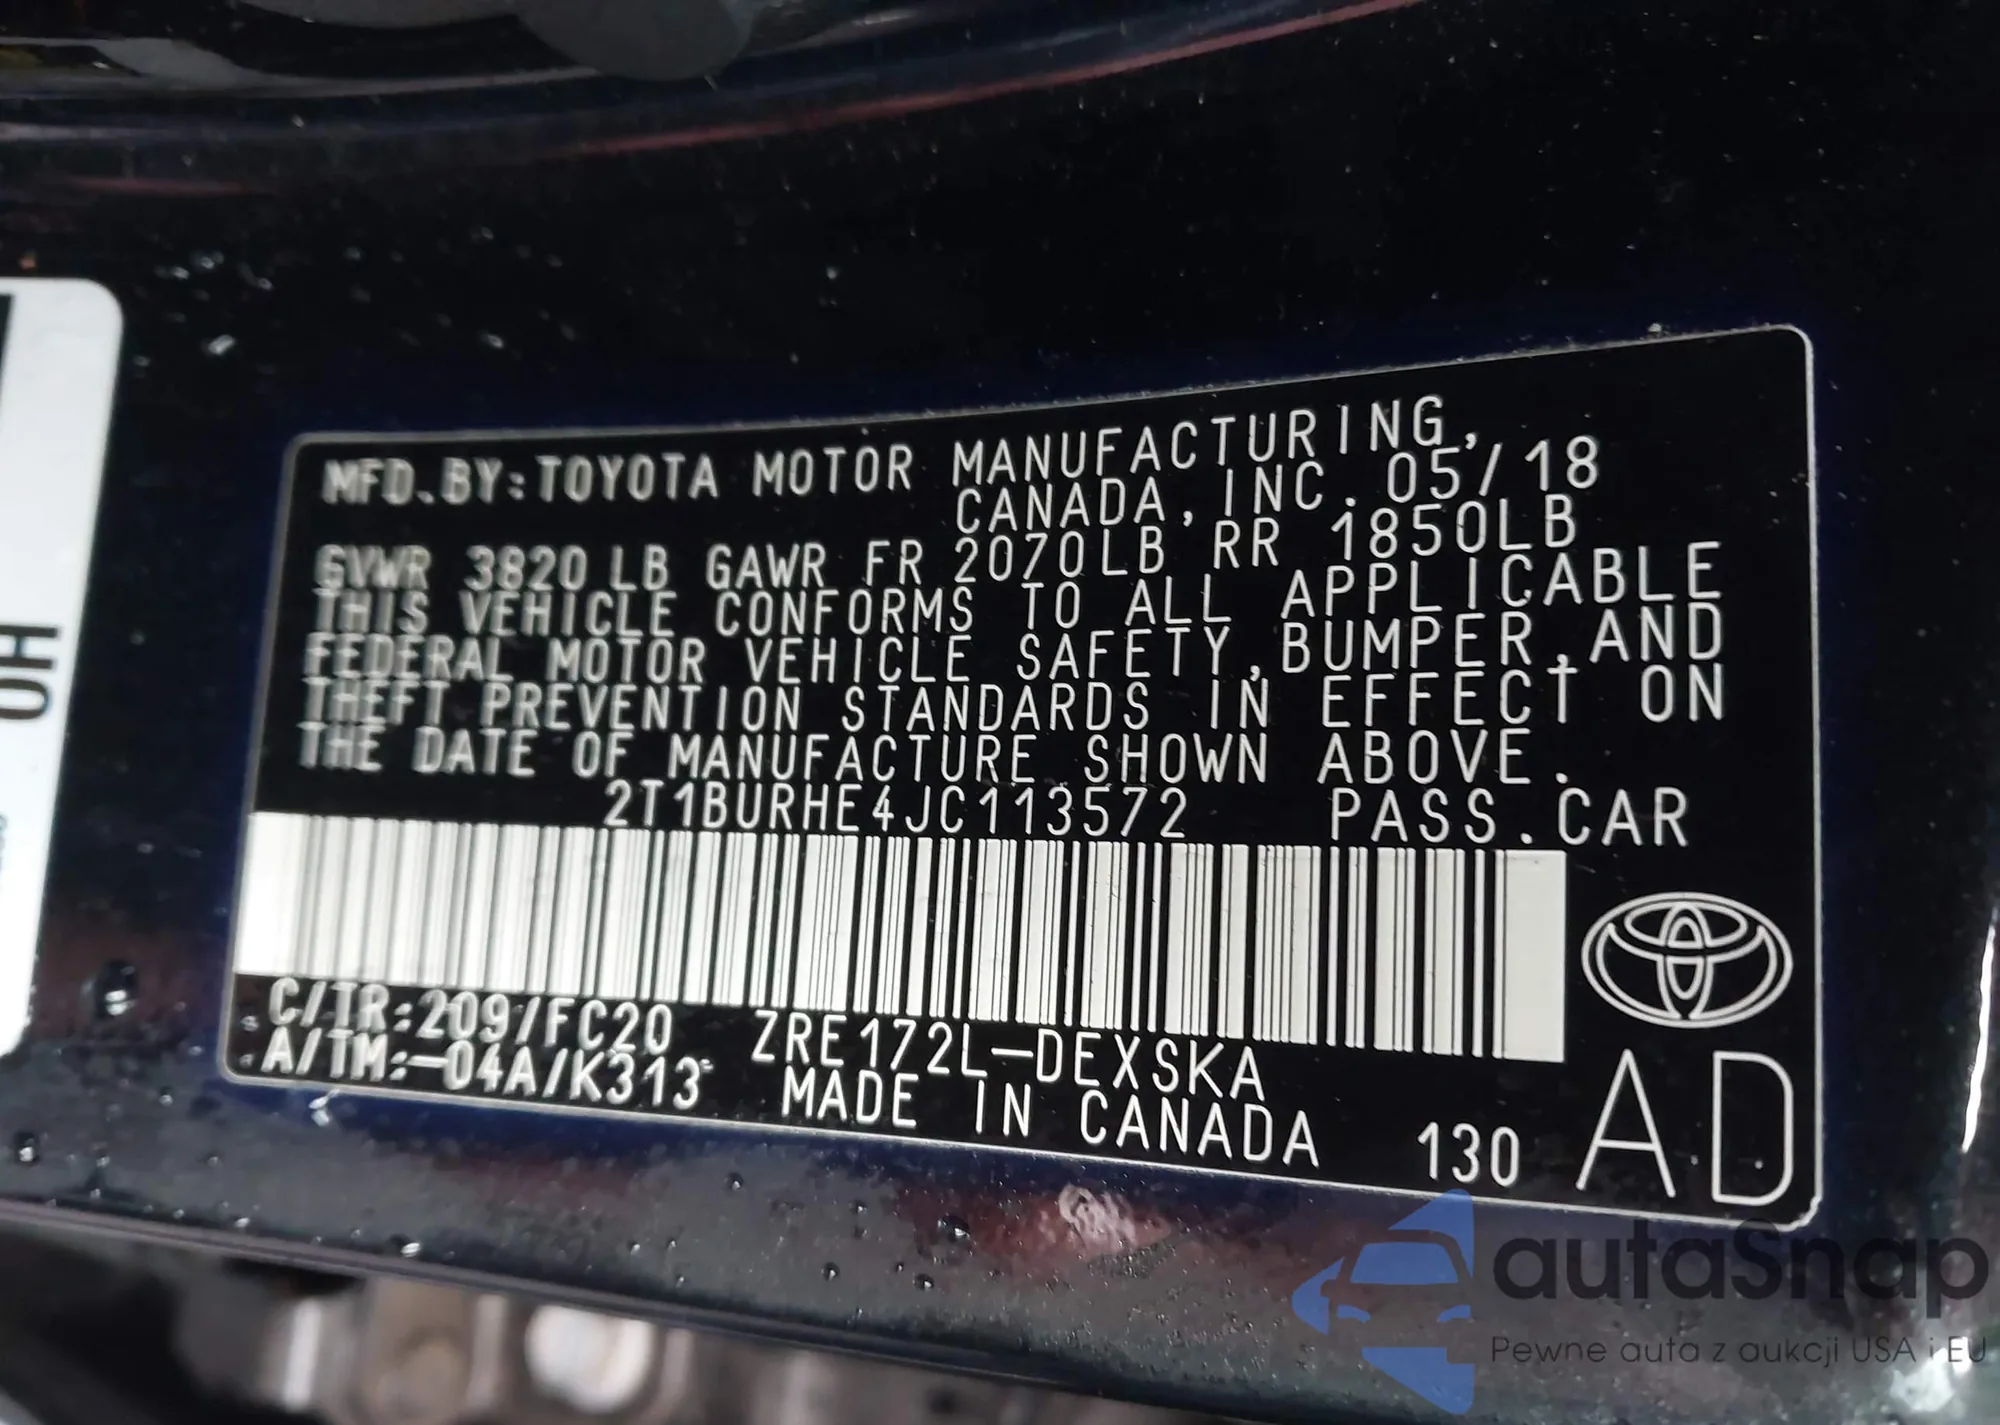 MFD.BY:TOYOTA MOTOR MANUFACTURING,
CANADA, INC. 05/18
GVWR 3820 LB GAWR FR 2070LB RR 1850LB
THIS VEHICLE CONFORMS TO ALL APPLICABLE
FEDERAL MOTOR VEHICLE SAFETY,BUMPER,AND
THEFT PREVENTION STANDARDS IN EFFECT ON
THE DATE OF MANUFACTURE SHOWN ABOVE.
2T1BURHE4JC113572 PASS.CAR
C/TR:209/FC20 ZRE172L-DEXSKA
A/TM:-04A/K313 MADE IN CANADA 130 AD
HO
autaSnap
Pewne auta z aukcji USA i EU